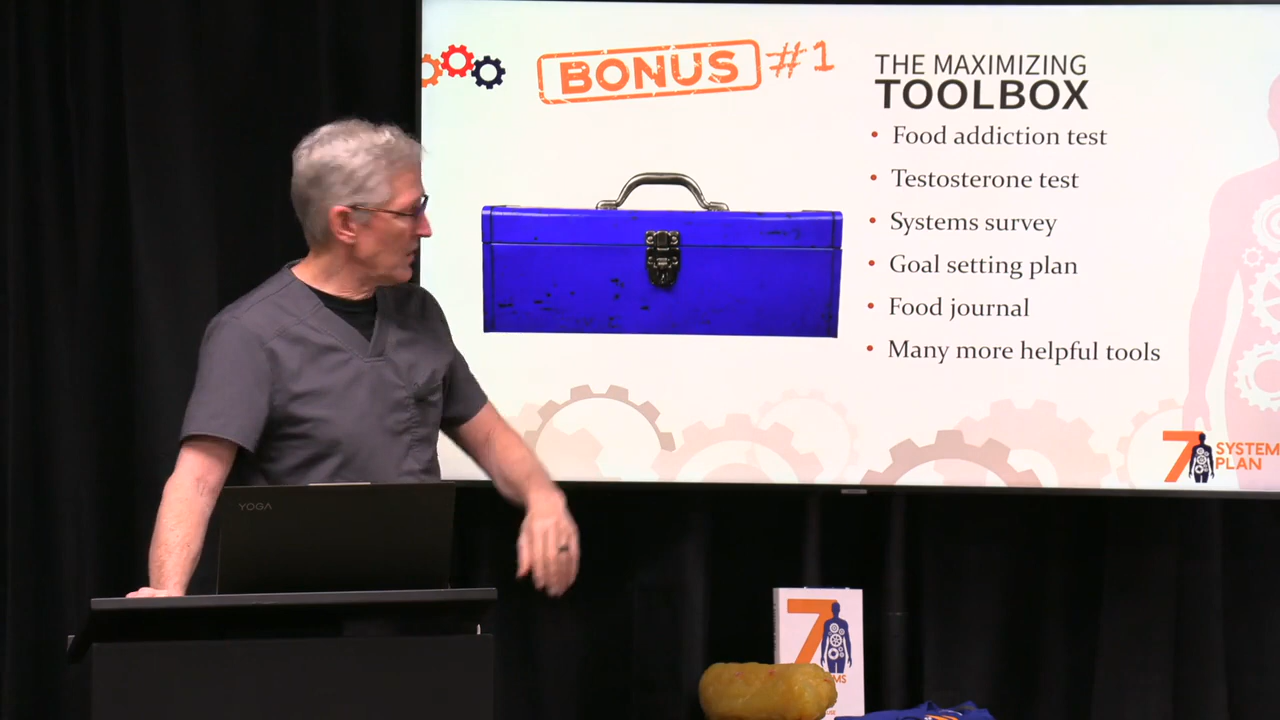 BONUS #1
THE MAXIMIZING
TOOLBOX
• Food addiction test
• Testosterone test
• Systems survey
• Goal setting plan
• Food journal
• Many more helpful tools
7 SYSTEM
PLAN
YOGA
7